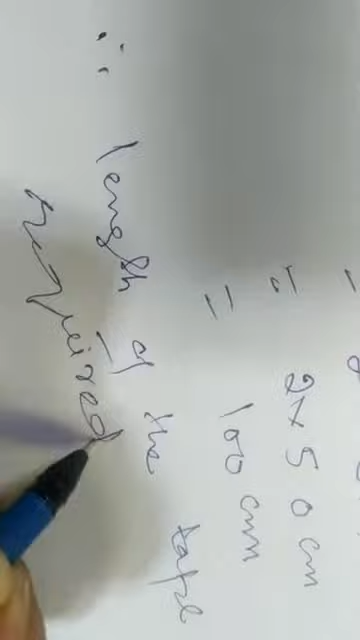 = 2 × 50 cm
= 100 cm
∴ length of the tape
required